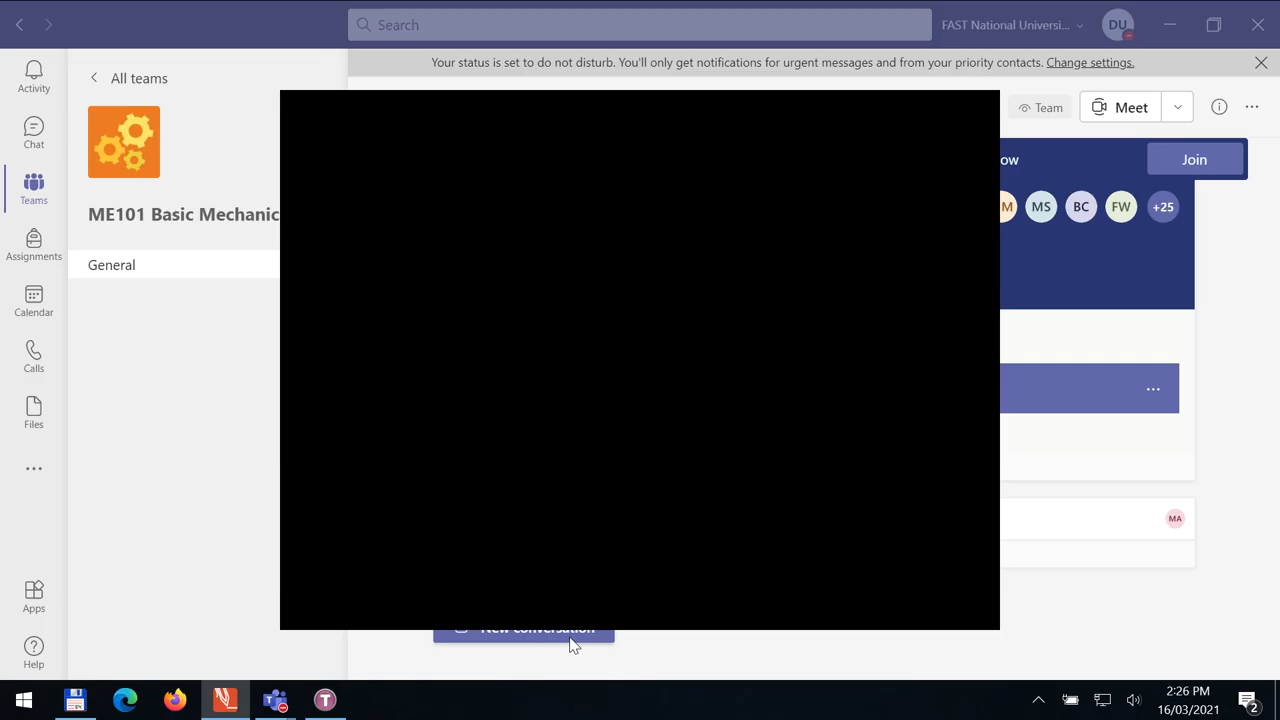 Search
FAST National Universi...
DU
Your status is set to do not disturb. You'll only get notifications for urgent messages and from your priority contacts. Change settings.
Activity
All teams
Team
Meet
Chat
ow
Join
Teams
M
MS
BC
FW
+25
ME101 Basic Mechanic
Assignments
General
Calendar
Calls
Files
MA
Apps
New conversation
Help
2:26 PM
16/03/2021
2